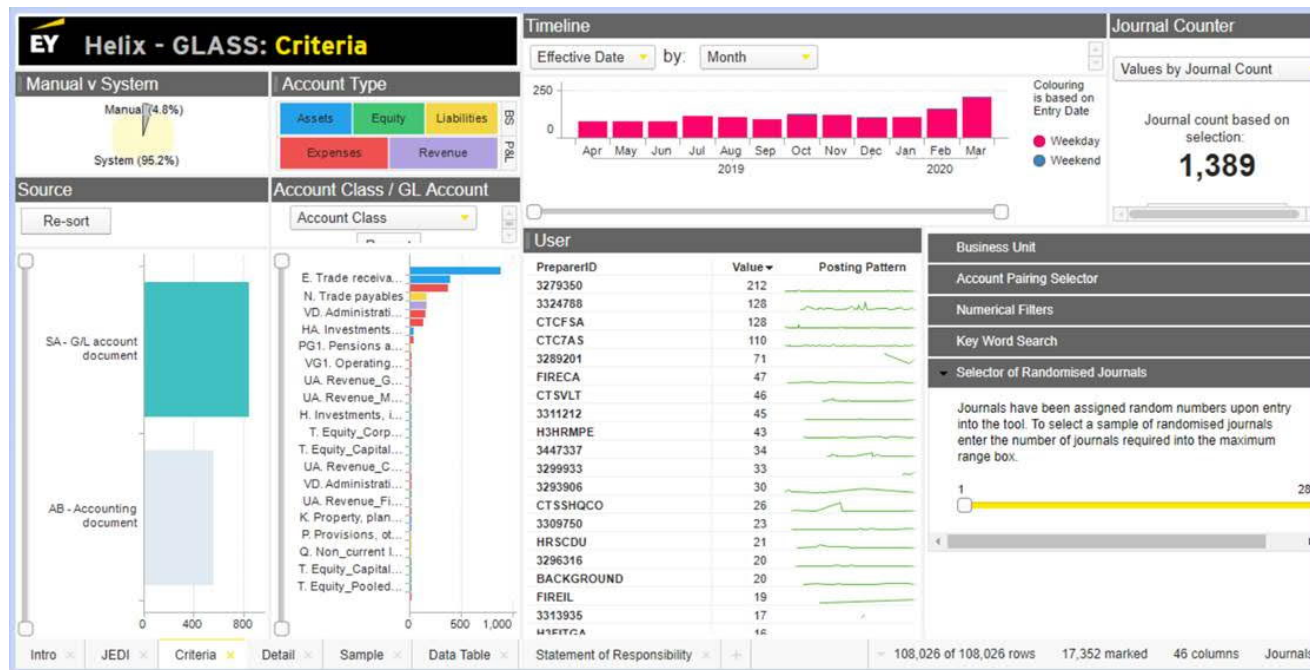 EY Helix - GLASS: Criteria
Manual v System
Manual (4.8%)
System (95.2%)
Account Type
Assets
Equity
Liabilities
BS
Expenses
Revenue
P&L
Timeline
Effective Date
by:
Month
250
0
Apr May Jun Jul Aug Sep Oct Nov Dec Jan Feb Mar
2019 2020
Colouring
is based on
Entry Date
Weekday
Weekend
Journal Counter
Values by Journal Count
Journal count based on
selection:
1,389
Source
Re-sort
SA - G/L account
document
AB - Accounting
document
0 400 800
Account Class / GL Account
Account Class
E. Trade receiva...
N. Trade payables
VD. Administrati...
HA. Investments...
PG1. Pensions a...
VG1. Operating...
UA. Revenue_G...
UA. Revenue_M...
H. Investments, i...
T. Equity_Corp...
T. Equity_Capital...
UA. Revenue_C...
VD. Administrati...
UA. Revenue_Fi...
K. Property, plan...
P. Provisions, ot...
Q. Non_current l...
T. Equity_Capital...
T. Equity_Pooled...
0 500 1,000
User
PreparerID Value Posting Pattern
3279350 212
3324788 128
CTCFSA 128
CTC7AS 110
3289201 71
FIRECA 47
CTSVLT 46
3311212 45
H3HRMPE 43
3447337 34
3299933 33
3293906 30
CTSSHQCO 26
3309750 23
HRSCDU 21
3296316 20
BACKGROUND 20
FIREIL 19
3313935 17
Business Unit
Account Pairing Selector
Numerical Filters
Key Word Search
Selector of Randomised Journals
Journals have been assigned random numbers upon entry
into the tool. To select a sample of randomised journals
enter the number of journals required into the maximum
range box.
1 28
Intro JEDI Criteria Detail Sample Data Table Statement of Responsibility
108,026 of 108,026 rows 17,352 marked 46 columns Journals